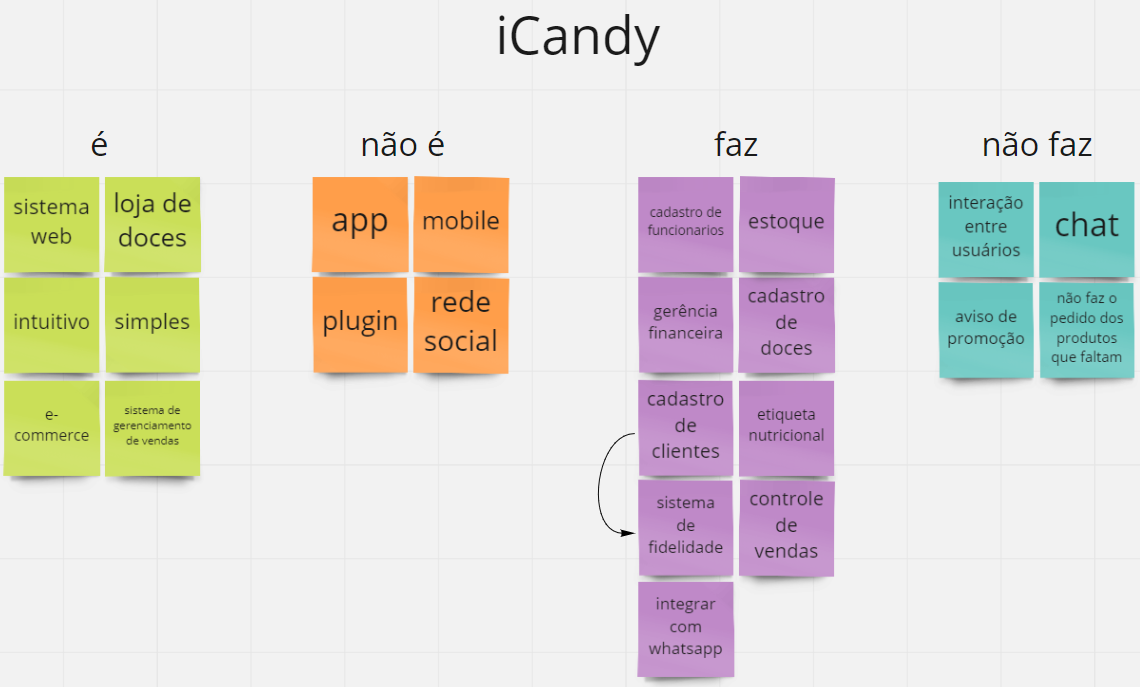 iCandy
é
sistema
web
loja de
doces
intuitivo
simples
e-
commerce
sistema de
gerenciamento
de vendas
não é
app
mobile
plugin
rede
social
faz
cadastro de
funcionarios
estoque
gerência
financeira
cadastro
de
doces
cadastro
de
clientes
etiqueta
nutricional
sistema
de
fidelidade
controle
de
vendas
integrar
com
whatsapp
não faz
interação
entre
usuários
chat
aviso de
promoção
não faz o
pedido dos
produtos
que faltam